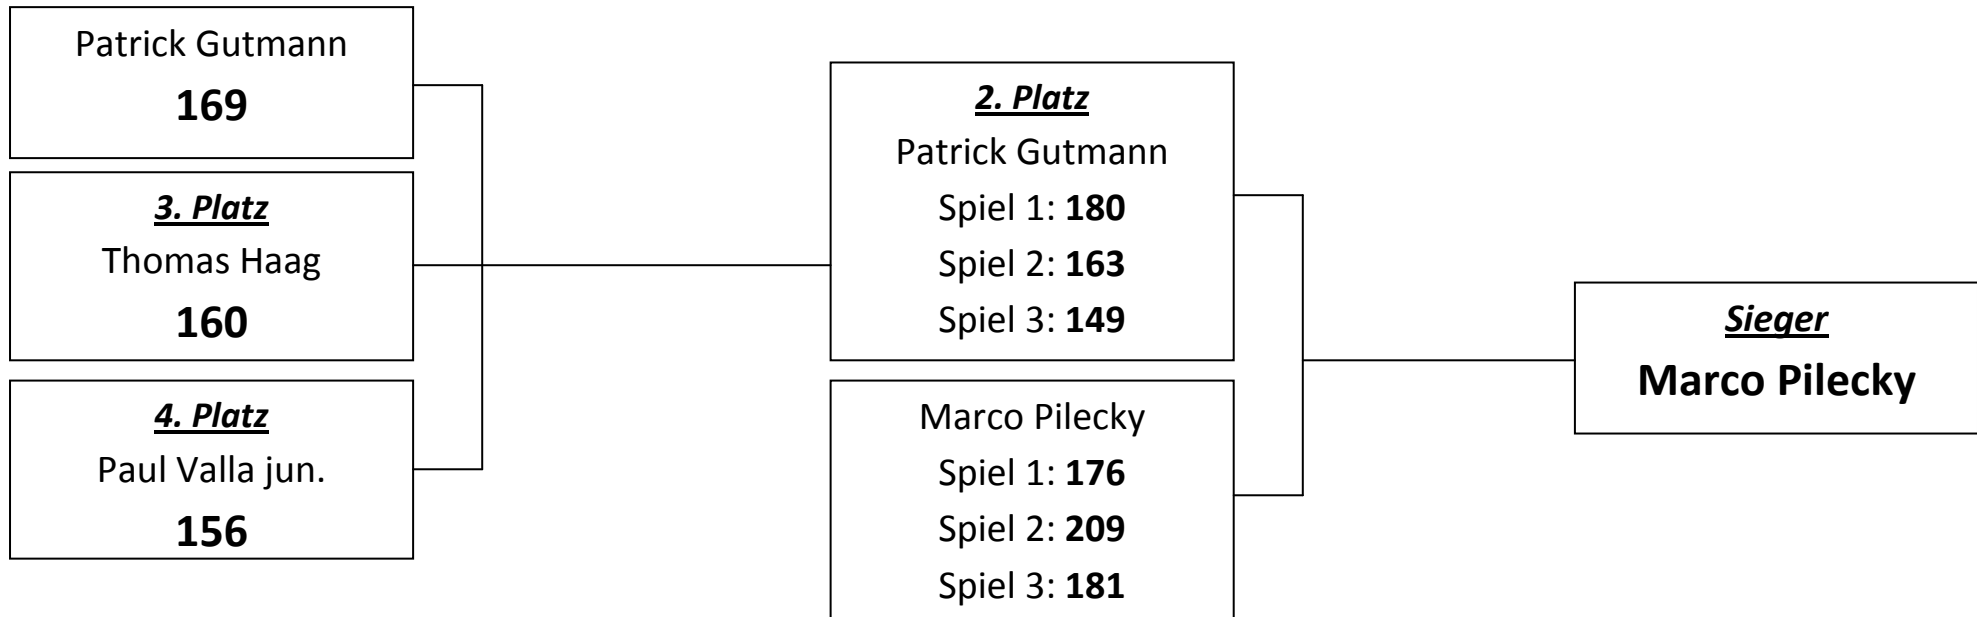 Patrick Gutmann
169
3. Platz
Thomas Haag
160
4. Platz
Paul Valla jun.
156
2. Platz
Patrick Gutmann
Spiel 1: 180
Spiel 2: 163
Spiel 3: 149
Marco Pilecky
Spiel 1: 176
Spiel 2: 209
Spiel 3: 181
Sieger
Marco Pilecky